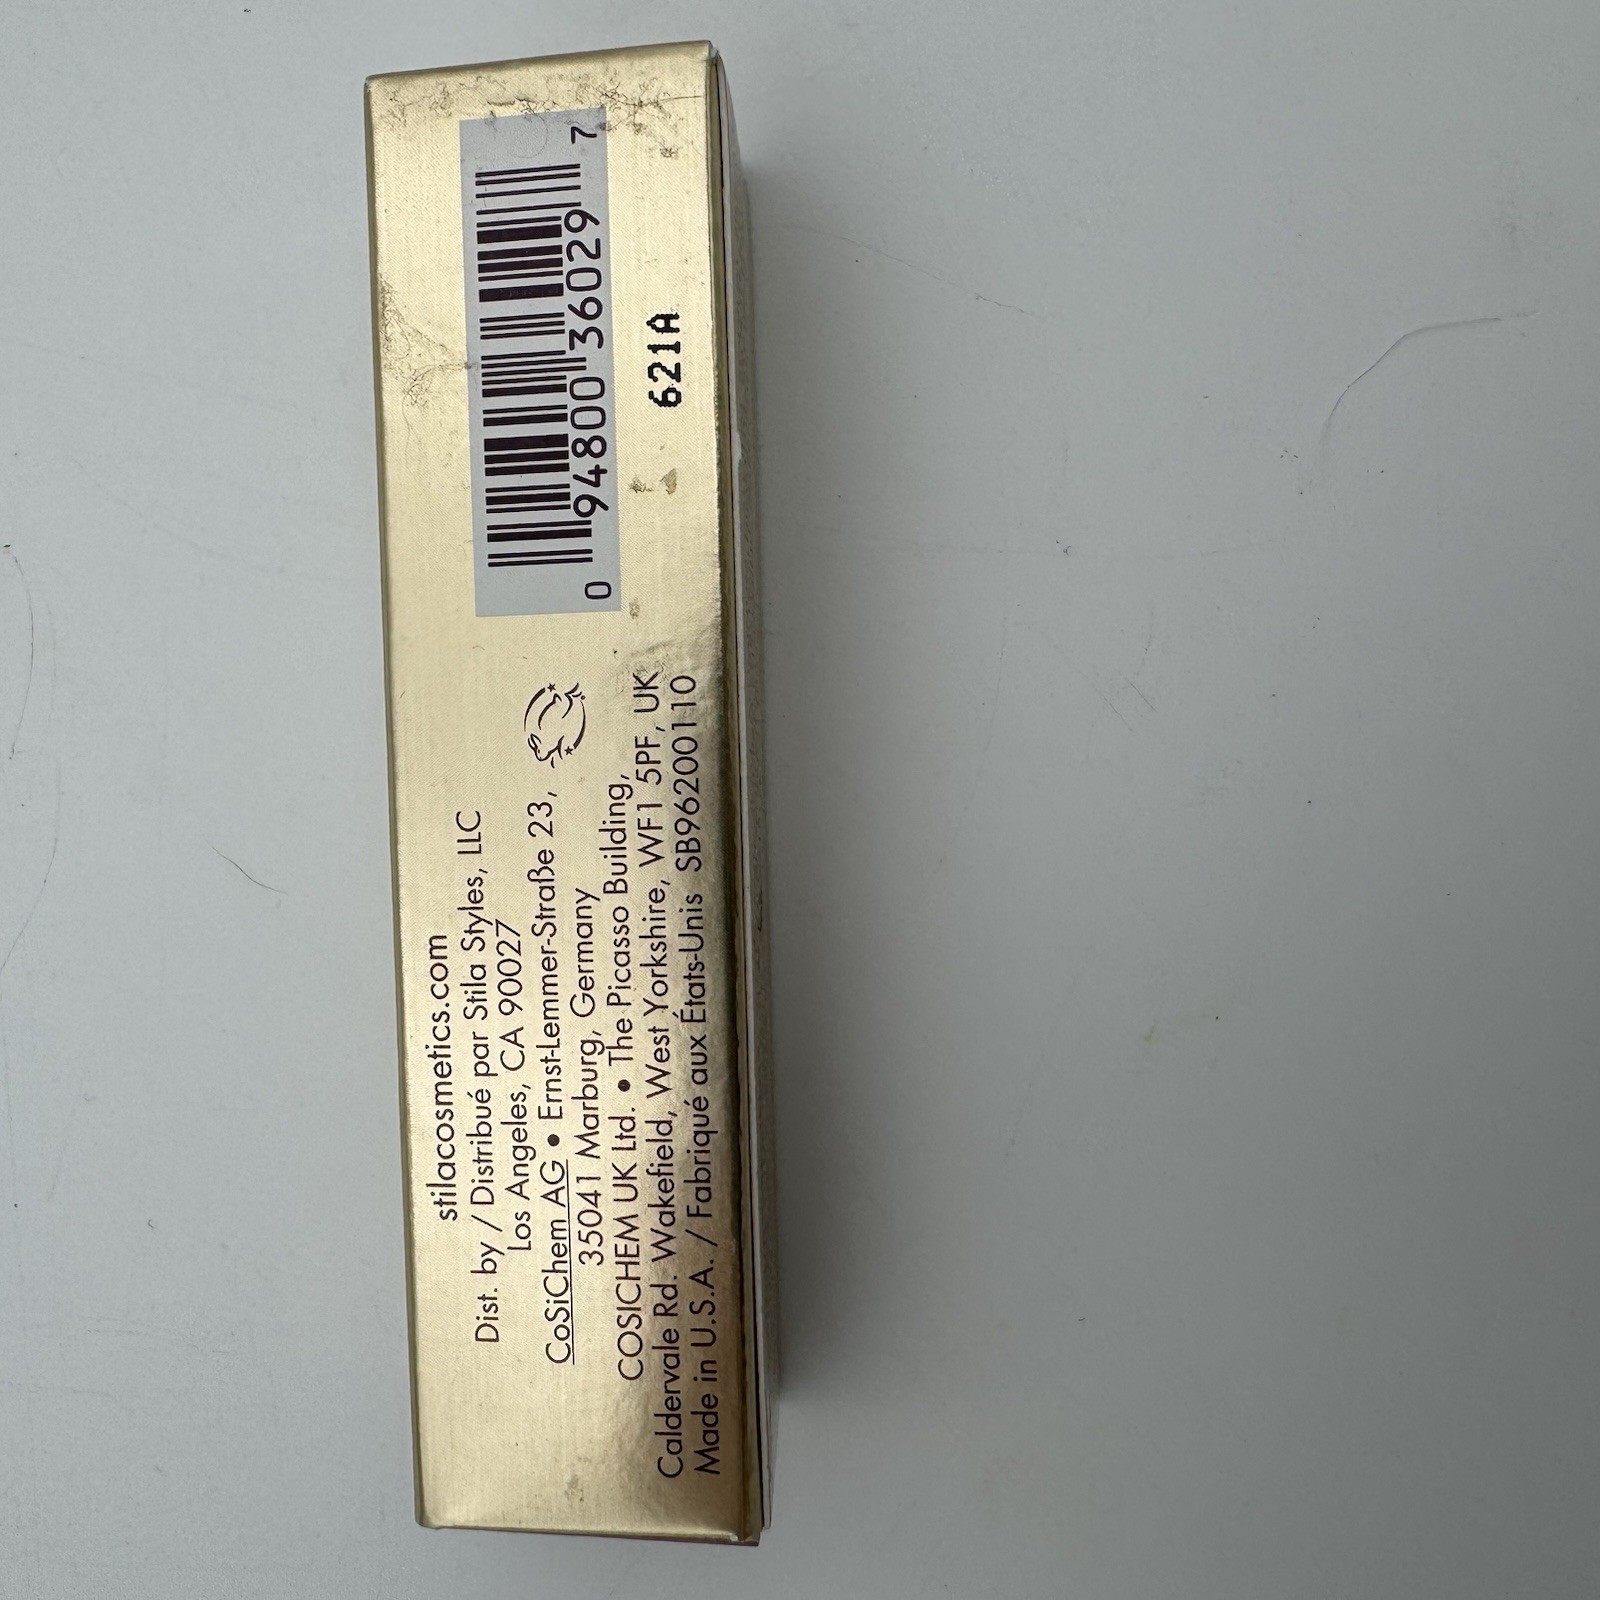 stilacosmetics.com
Dist. by / Distribué par Stila Styles, LLC
Los Angeles, CA 90027
CoSiChem AG • Ernst-Lemmer-Straße 23,
35041 Marburg, Germany
COSICHEM UK Ltd. • The Picasso Building,
Caldervale Rd. Wakefield, West Yorkshire, WF1 5PF, UK
Made in U.S.A. / Fabriqué aux États-Unis SB96200110
0 94800 36029 7
621A